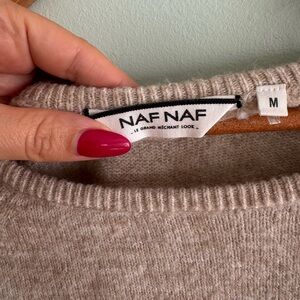 NAF NAF
- LE GRAND MÉCHANT LOOK -
M